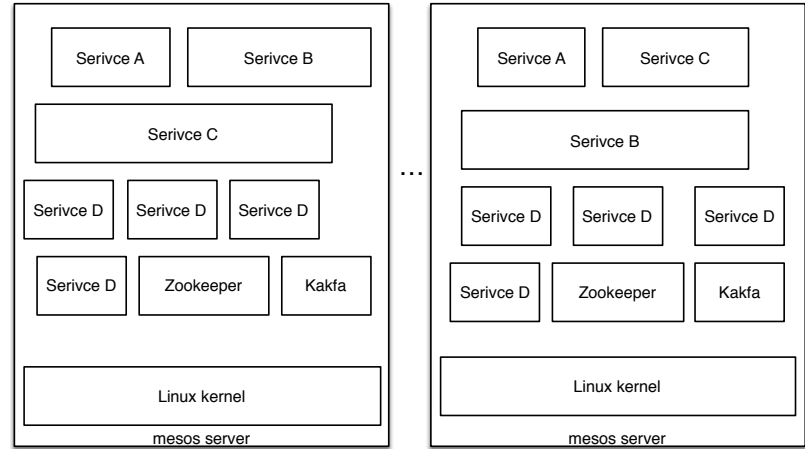 Serivce A
Serivce B
Serivce C
Serivce D
Serivce D
Serivce D
Serivce D
Zookeeper
Kakfa
Linux kernel
mesos server
...
Serivce A
Serivce C
Serivce B
Serivce D
Serivce D
Serivce D
Serivce D
Zookeeper
Kakfa
Linux kernel
mesos server